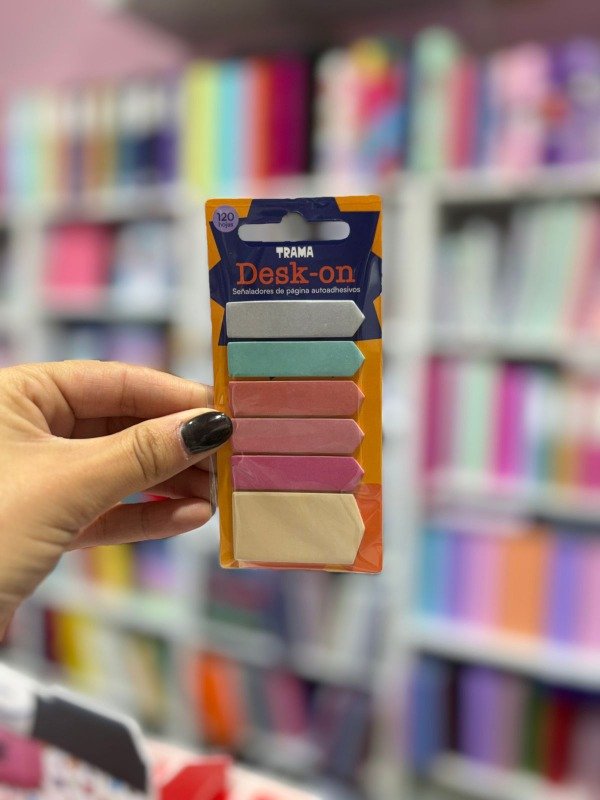 120
hojas
TRAMA
Desk-on
Señaladores de página autoadhesivos